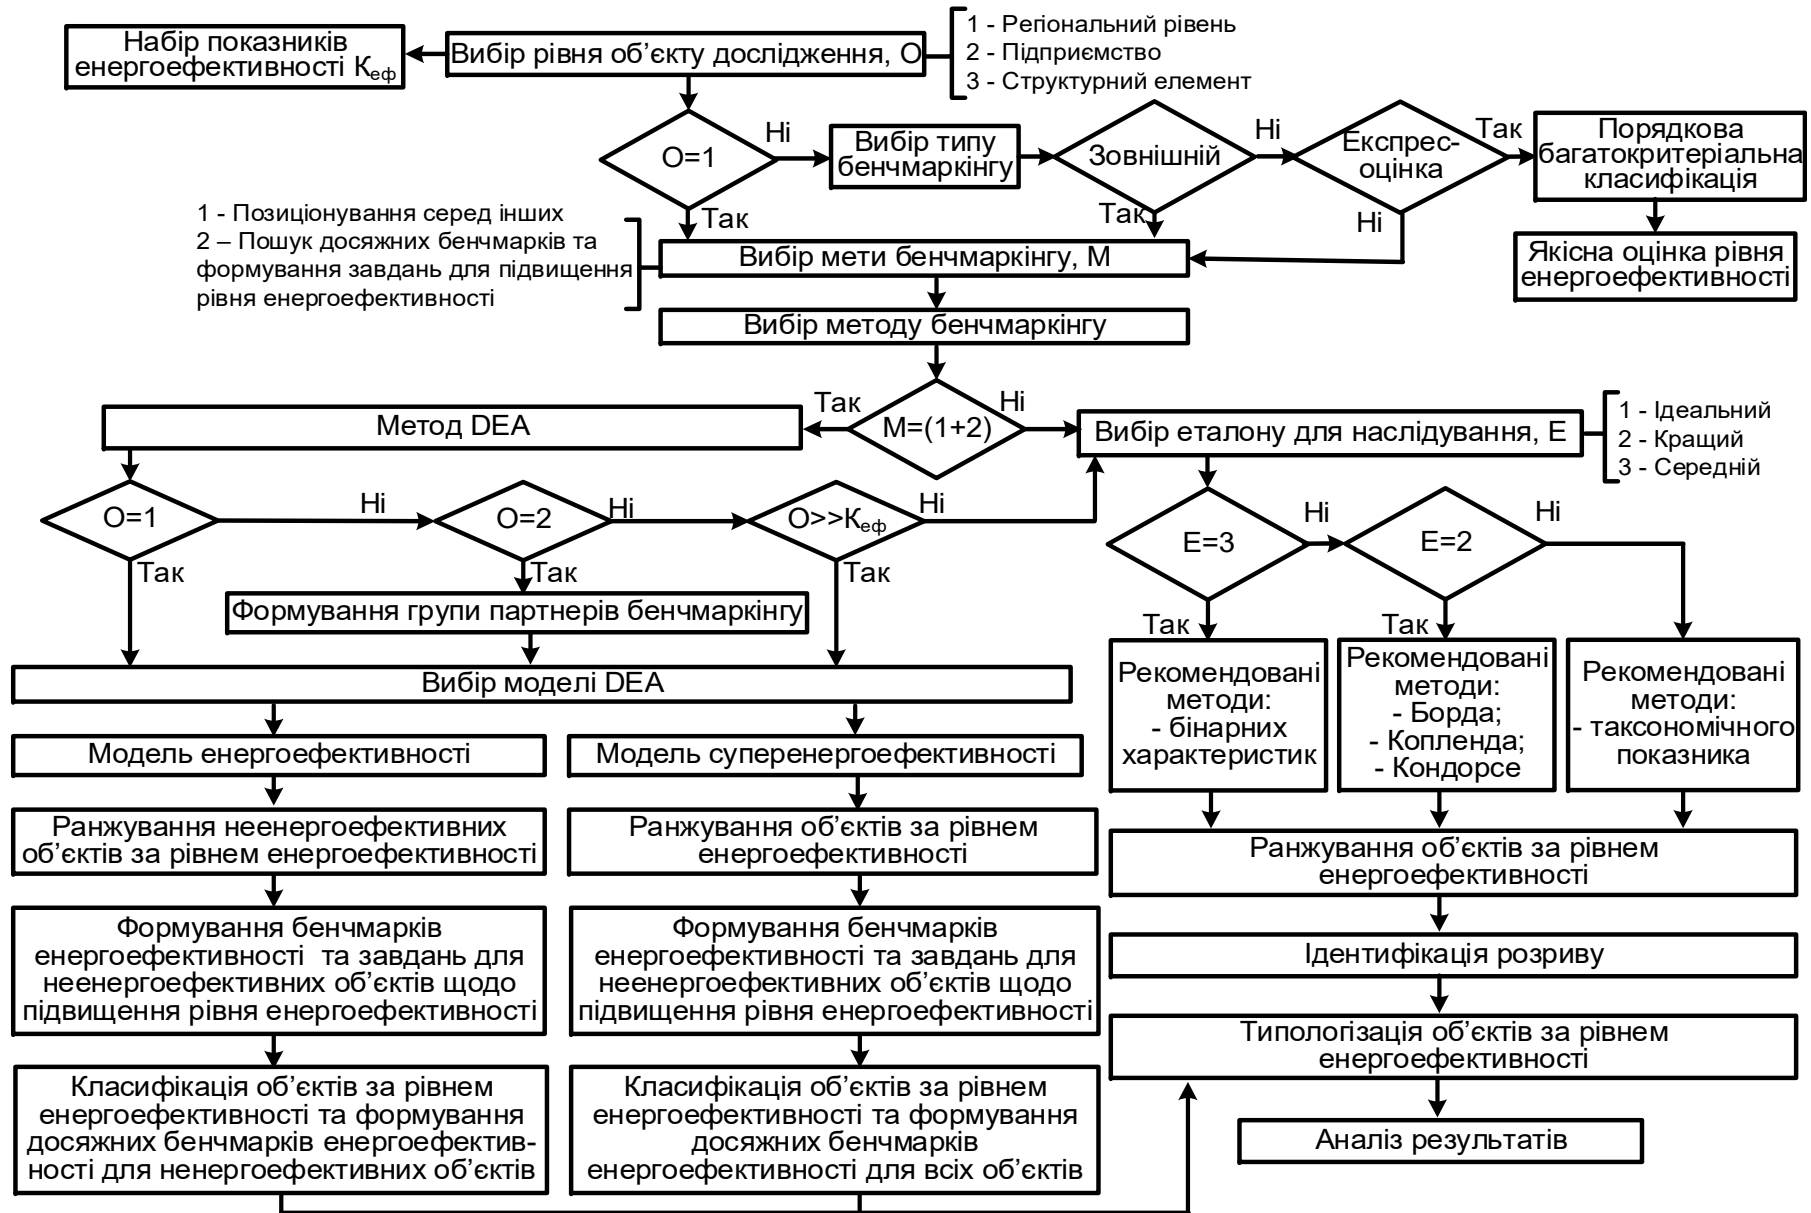 Набір показників
енергоефективності Kеф
Вибір рівня об’єкту дослідження, О
1 - Регіональний рівень
2 - Підприємство
3 - Структурний елемент
О=1
Ні
Так
Вибір типу
бенчмаркінгу
Зовнішній
Ні
Так
Експрес-
оцінка
Так
Ні
Порядкова
багатокритеріальна
класифікація
Якісна оцінка рівня
енергоефективності
1 - Позиціонування серед інших
2 – Пошук досяжних бенчмарків та
формування завдань для підвищення
рівня енергоефективності
Вибір мети бенчмаркінгу, М
Вибір методу бенчмаркінгу
М=(1+2)
Так
Ні
Метод DEA
Вибір еталону для наслідування, Е
1 - Ідеальний
2 - Кращий
3 - Середній
О=1
Ні
Так
О=2
Ні
Так
О>>Kеф
Ні
Так
Е=3
Ні
Так
Е=2
Ні
Так
Формування групи партнерів бенчмаркінгу
Вибір моделі DEA
Рекомендовані
методи:
- бінарних
характеристик
Рекомендовані
методи:
- Борда;
- Копленда;
- Кондорсе
Рекомендовані
методи:
- таксономічного
показника
Модель енергоефективності
Модель суперенергоефективності
Ранжування неенергоефективних
об’єктів за рівнем енергоефективності
Ранжування об’єктів за рівнем
енергоефективності
Ранжування об’єктів за рівнем
енергоефективності
Формування бенчмарків
енергоефективності та завдань для
неенергоефективних об’єктів щодо
підвищення рівня енергоефективності
Формування бенчмарків
енергоефективності та завдань для
неенергоефективних об’єктів щодо
підвищення рівня енергоефективності
Ідентифікація розриву
Типологізація об’єктів за рівнем
енергоефективності
Класифікація об’єктів за рівнем
енергоефективності та формування
досяжних бенчмарків енергоефектив-
ності для ненергоефективних об’єктів
Класифікація об’єктів за рівнем
енергоефективності та формування
досяжних бенчмарків
енергоефективності для всіх об’єктів
Аналіз результатів